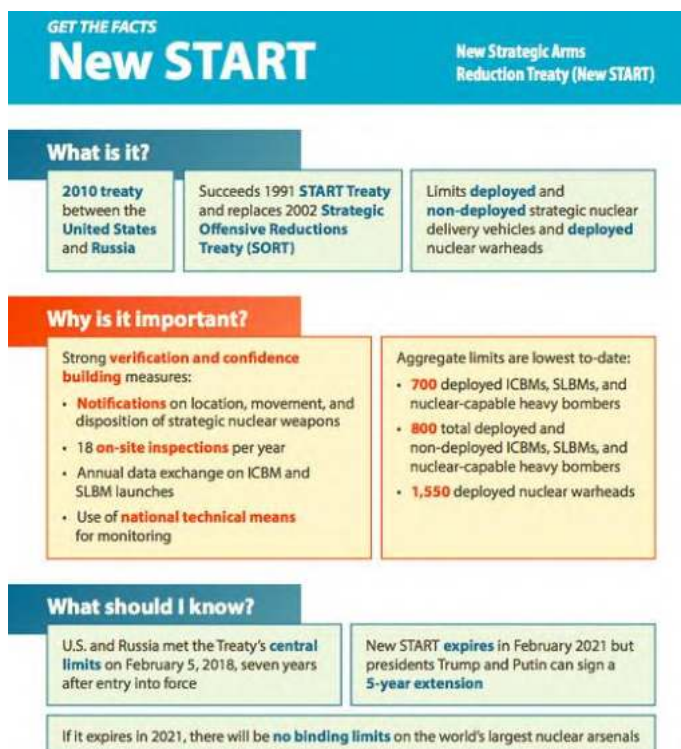 GET THE FACTS
New START
New Strategic Arms
Reduction Treaty (New START)
What is it?
2010 treaty
between the
United States
and Russia
Succeeds 1991 START Treaty
and replaces 2002 Strategic
Offensive Reductions
Treaty (SORT)
Limits deployed and
non-deployed strategic nuclear
delivery vehicles and deployed
nuclear warheads
Why is it important?
Strong verification and confidence
building measures:
• Notifications on location, movement, and
disposition of strategic nuclear weapons
• 18 on-site inspections per year
• Annual data exchange on ICBM and
SLBM launches
• Use of national technical means
for monitoring
Aggregate limits are lowest to-date:
• 700 deployed ICBMs, SLBMs, and
nuclear-capable heavy bombers
• 800 total deployed and
non-deployed ICBMs, SLBMs, and
nuclear-capable heavy bombers
• 1,550 deployed nuclear warheads
What should I know?
U.S. and Russia met the Treaty's central
limits on February 5, 2018, seven years
after entry into force
New START expires in February 2021 but
presidents Trump and Putin can sign a
5-year extension
If it expires in 2021, there will be no binding limits on the world's largest nuclear arsenals